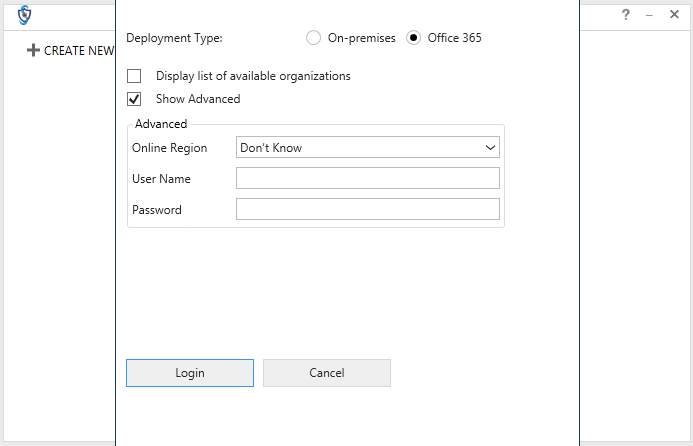 ? – ✕
CREATE NEW
Deployment Type: On-premises Office 365
Display list of available organizations
Show Advanced
Advanced
Online Region Don't Know
User Name
Password
Login Cancel